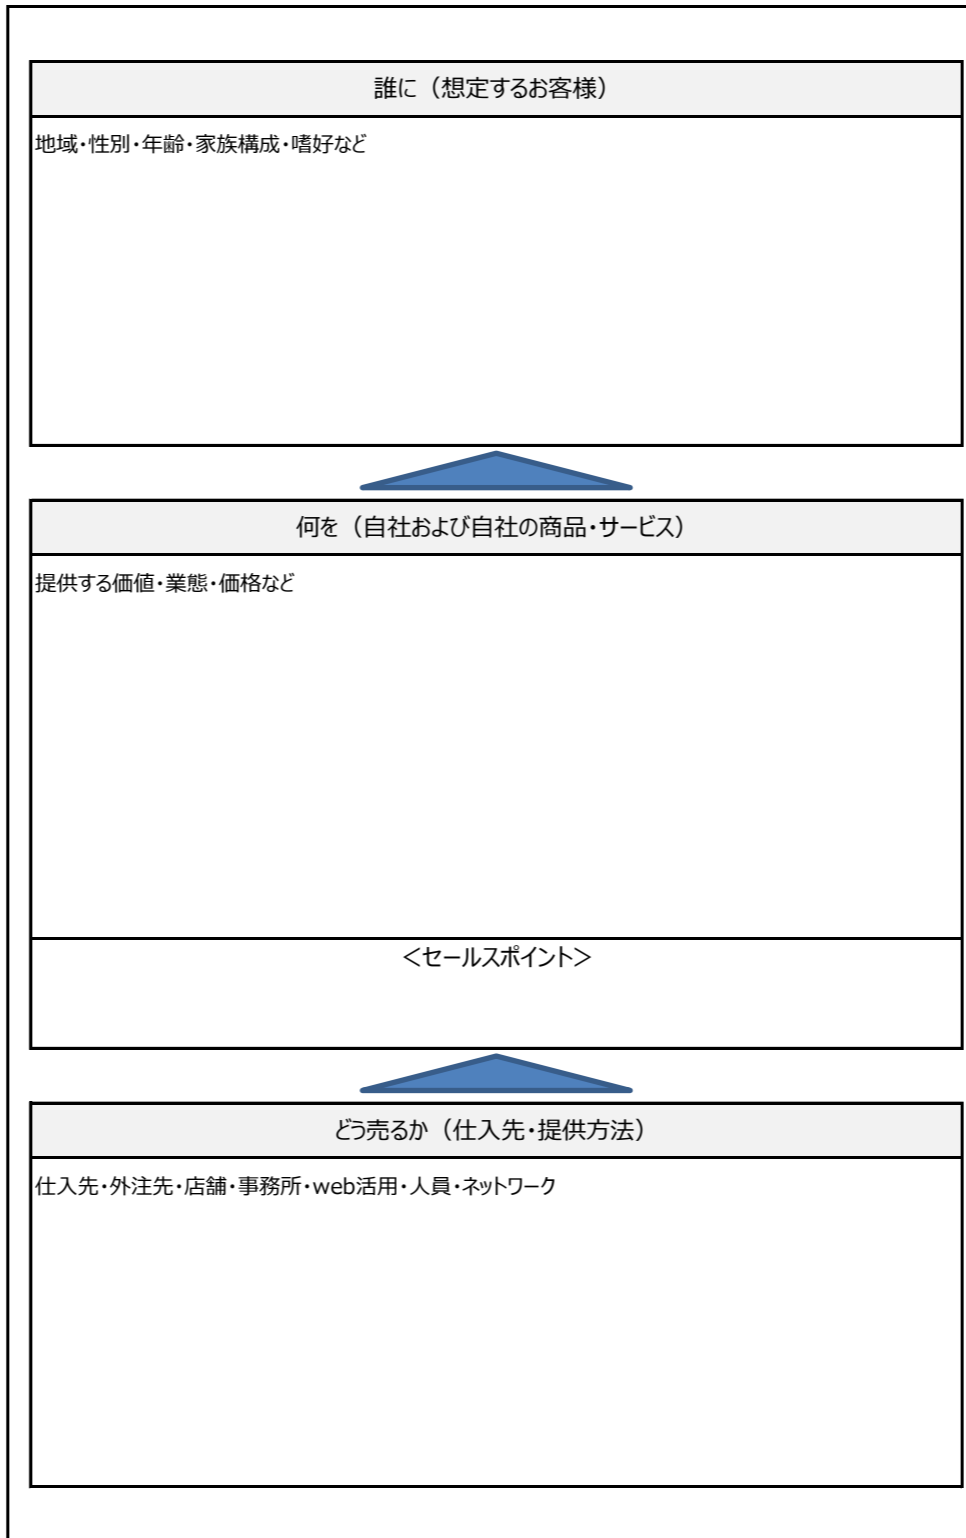 誰に（想定するお客様）
地域・性別・年齢・家族構成・嗜好など
何を（自社および自社の商品・サービス）
提供する価値・業態・価格など
＜セールスポイント＞
どう売るか（仕入先・提供方法）
仕入先・外注先・店舗・事務所・web活用・人員・ネットワーク